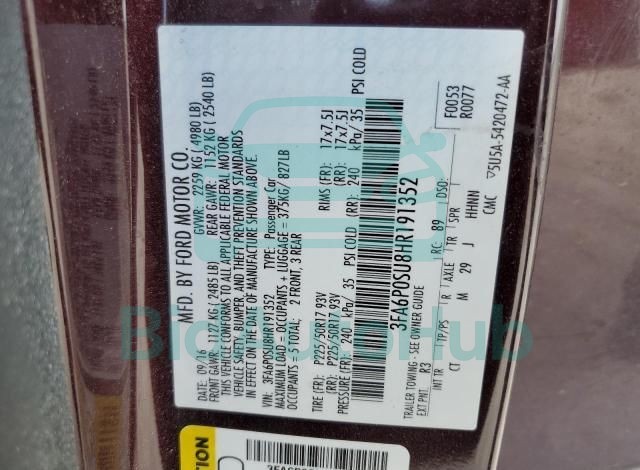 MFD. BY FORD MOTOR CO.
DATE: 09/16 GVWR: 2259 KG ( 4980 LB)
FRONT GAWR: 1127 KG ( 2485 LB) REAR GAWR: 1152 KG ( 2540 LB)
THIS VEHICLE CONFORMS TO ALL APPLICABLE FEDERAL MOTOR
VEHICLE SAFETY, BUMPER, AND THEFT PREVENTION STANDARDS
IN EFFECT ON THE DATE OF MANUFACTURE SHOWN ABOVE.
VIN: 3FA6P0SU8HR191352 TYPE: Passenger Car
MAXIMUM LOAD = OCCUPANTS + LUGGAGE = 375KG/ 827LB
OCCUPANTS = 5 TOTAL; 2 FRONT, 3 REAR
TIRE (FR): P225/50R17 93V RIMS (FR): 17x7.5J
(RR): P225/50R17 93V (RR): 17x7.5J
PRESSURE (FR): 240 kPa/ 35 PSI COLD (RR): 240 kPa/ 35 PSI COLD
3FA6P0SU8HR191352
F0053
R0077
TRAILER TOWING - SEE OWNER GUIDE
EXT PNT: R3 RC: 89 DSO:
INT TR TP/PS R AXLE TR SPR
CT M 29 J HHNN
CMC
5U5A-5420472-AA
BidAutoHub